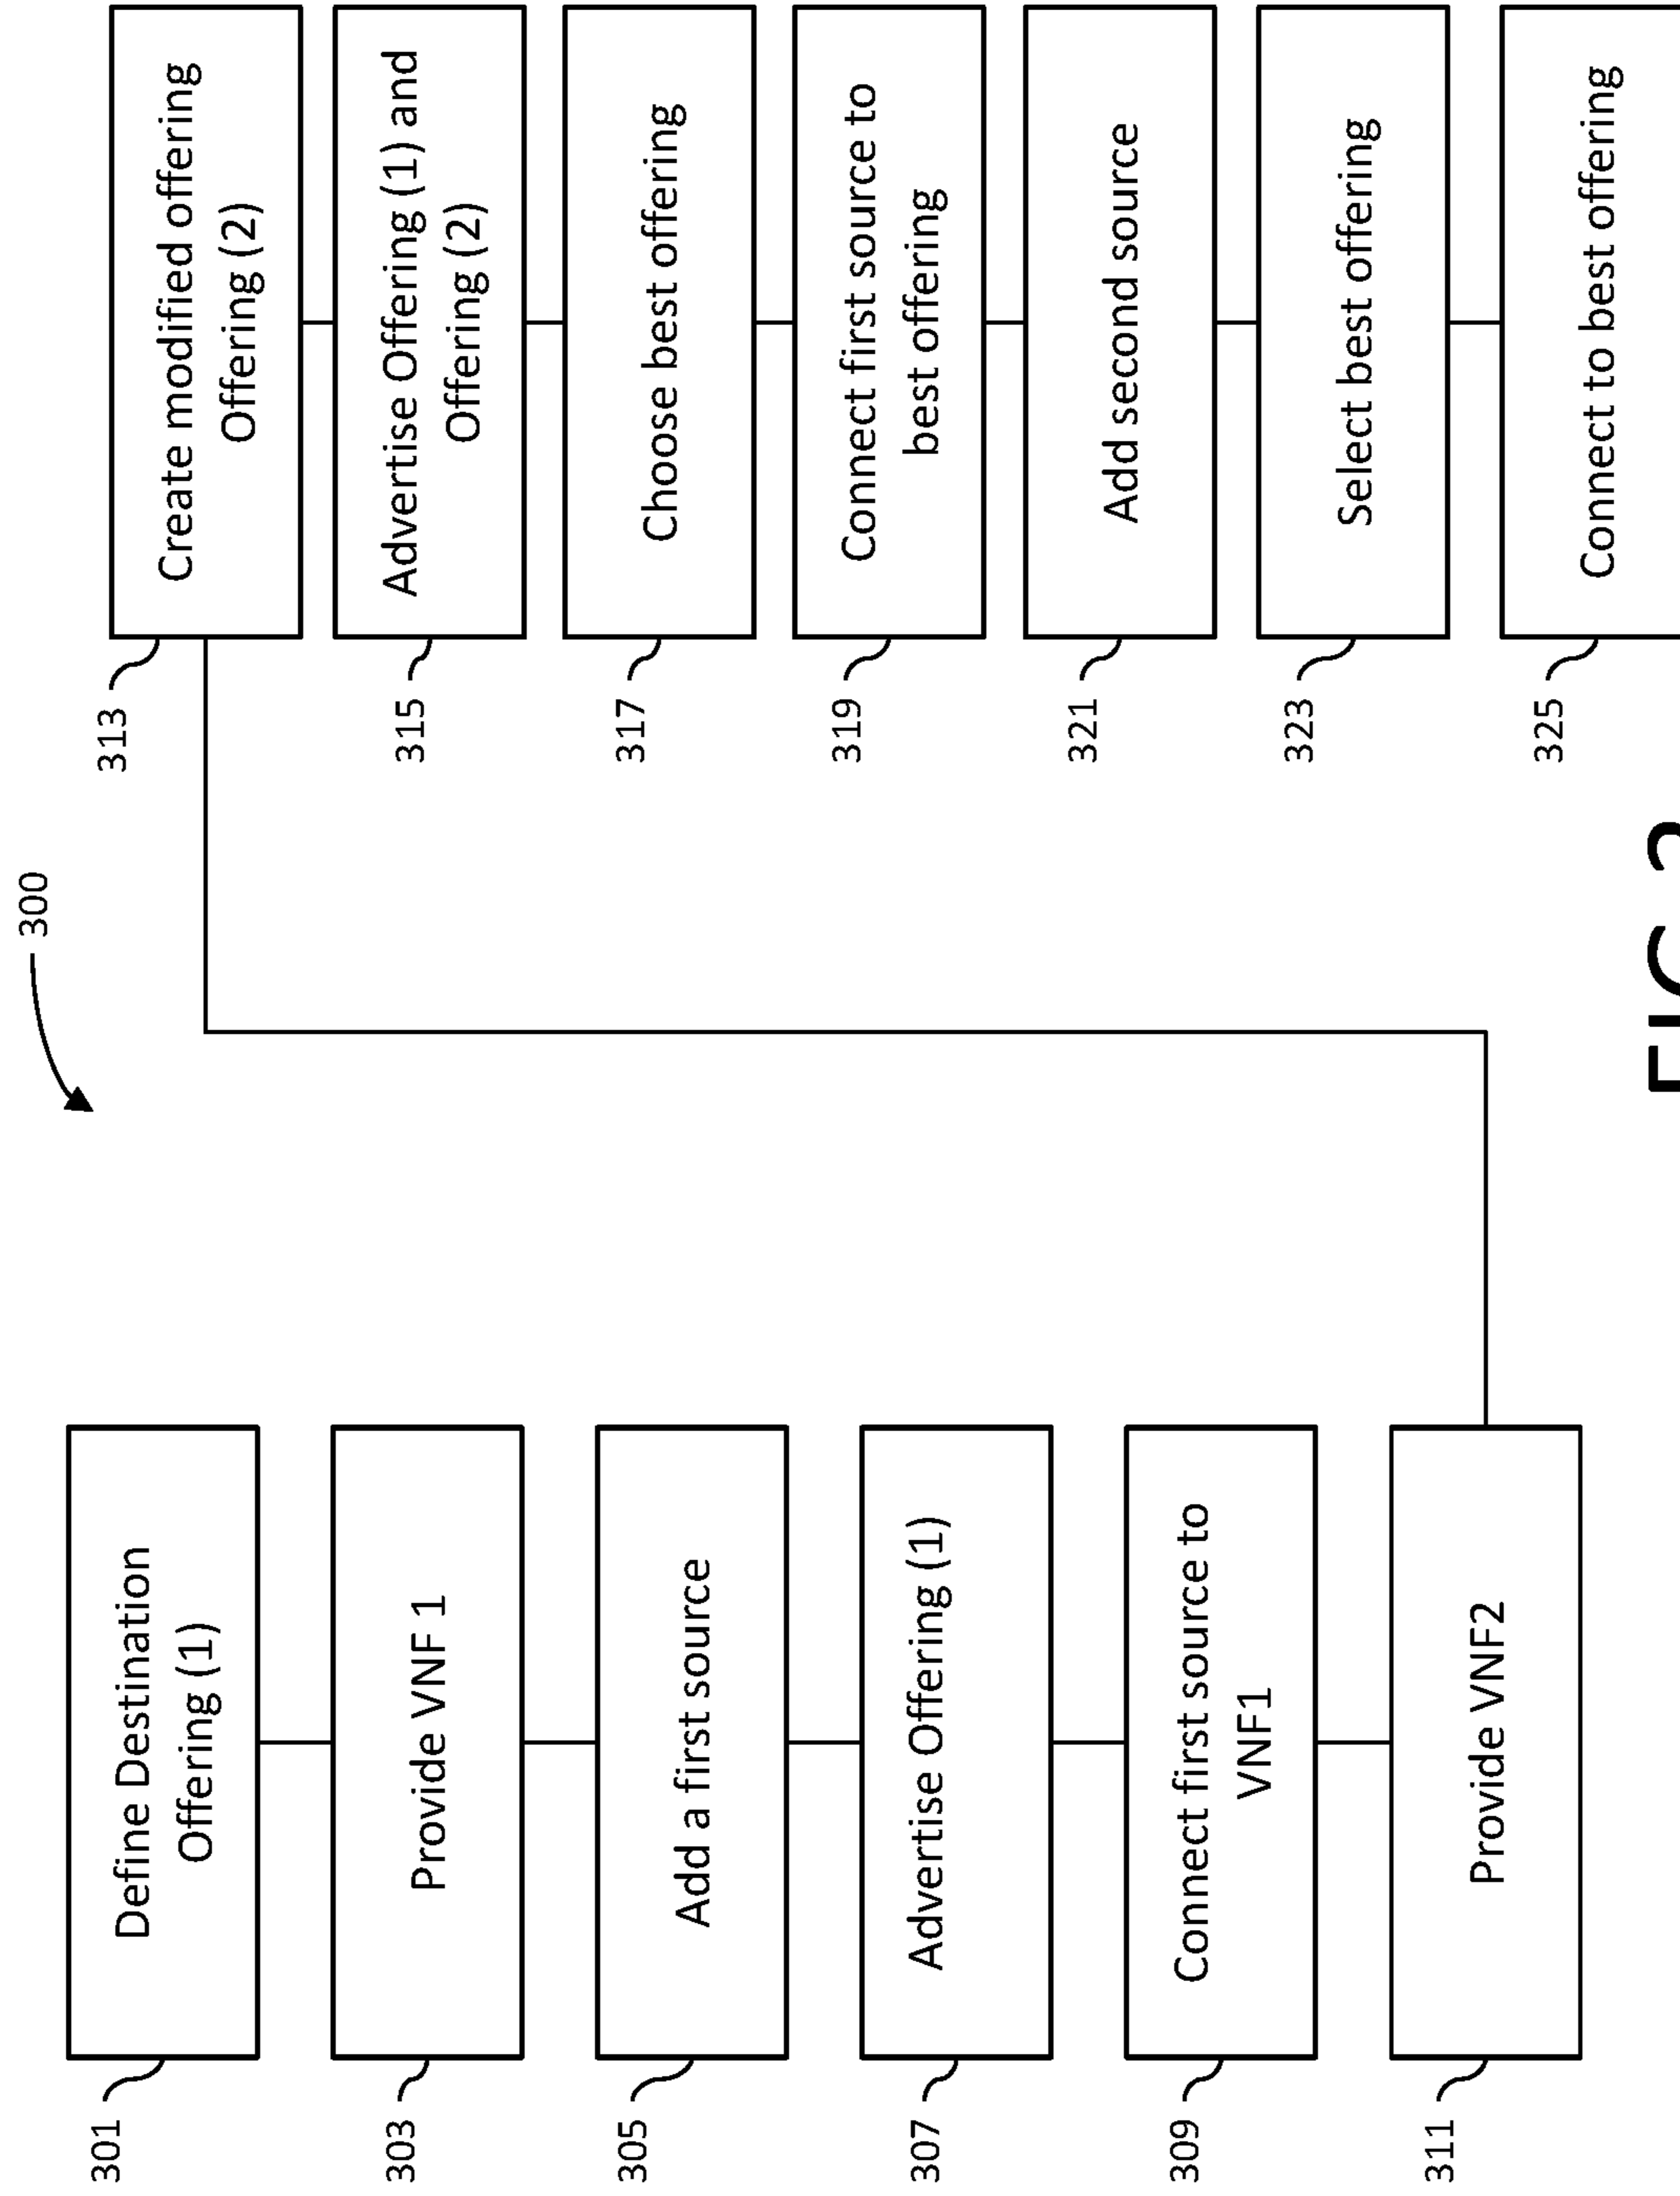 300
301
Define Destination
Offering (1)
303
Provide VNF 1
305
Add a first source
307
Advertise Offering (1)
309
Connect first source to
VNF1
311
Provide VNF2
313
Create modified offering
Offering (2)
315
Advertise Offering (1) and
Offering (2)
317
Choose best offering
319
Connect first source to
best offering
321
Add second source
323
Select best offering
325
Connect to best offering
FIG